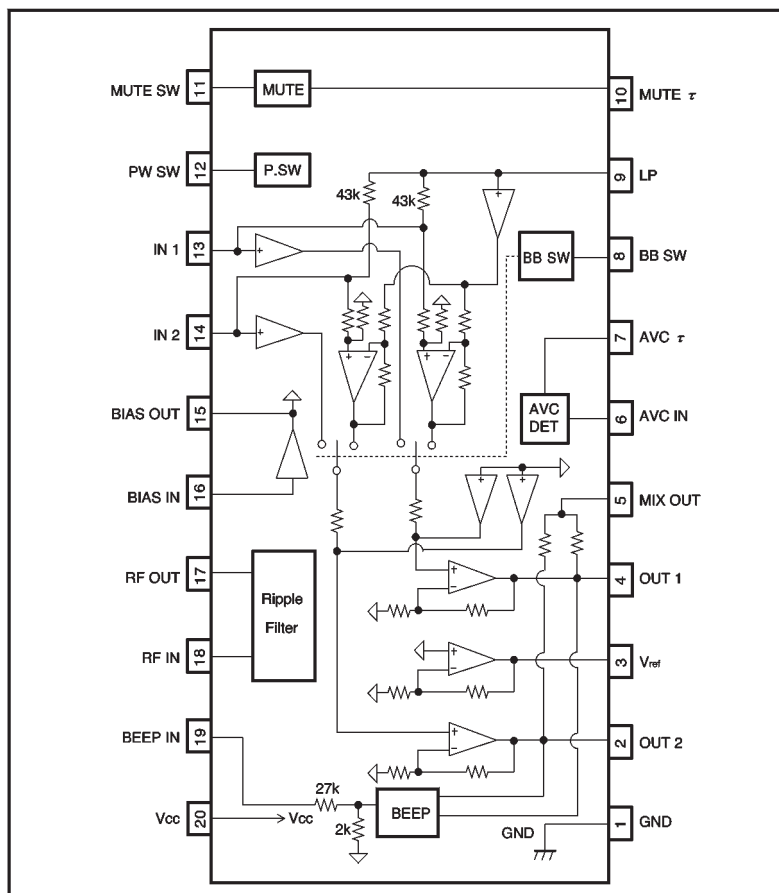 MUTE SW 11 MUTE 10 MUTE τ
PW SW 12 P.SW 9 LP
43k 43k
IN 1 13 + BB SW 8 BB SW
+
IN 2 14 + 7 AVC τ
+ − + −
BIAS OUT 15 AVC DET 6 AVC IN
+ +
BIAS IN 16 5 MIX OUT
RF OUT 17 Ripple Filter + − 4 OUT 1
RF IN 18 + − 3 Vref
BEEP IN 19 + − 2 OUT 2
27k
BEEP
Vcc 20 Vcc 2k GND 1 GND